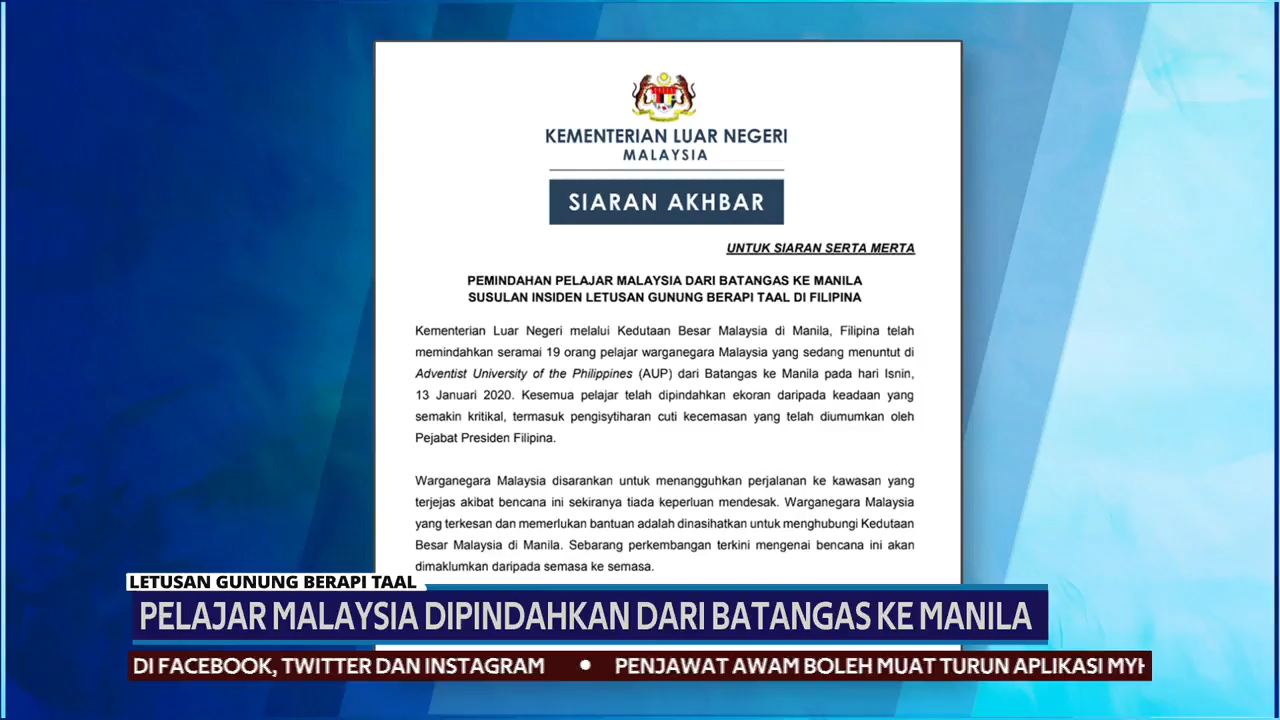 KEMENTERIAN LUAR NEGERI
MALAYSIA
SIARAN AKHBAR
UNTUK SIARAN SERTA MERTA
PEMINDAHAN PELAJAR MALAYSIA DARI BATANGAS KE MANILA
SUSULAN INSIDEN LETUSAN GUNUNG BERAPI TAAL DI FILIPINA
Kementerian Luar Negeri melalui Kedutaan Besar Malaysia di Manila, Filipina telah
memindahkan seramai 19 orang pelajar warganegara Malaysia yang sedang menuntut di
Adventist University of the Philippines (AUP) dari Batangas ke Manila pada hari Isnin,
13 Januari 2020. Kesemua pelajar telah dipindahkan ekoran daripada keadaan yang
semakin kritikal, termasuk pengisytiharan cuti kecemasan yang telah diumumkan oleh
Pejabat Presiden Filipina.
Warganegara Malaysia disarankan untuk menangguhkan perjalanan ke kawasan yang
terjejas akibat bencana ini sekiranya tiada keperluan mendesak. Warganegara Malaysia
yang terkesan dan memerlukan bantuan adalah dinasihatkan untuk menghubungi Kedutaan
Besar Malaysia di Manila. Sebarang perkembangan terkini mengenai bencana ini akan
dimaklumkan daripada semasa ke semasa.
LETUSAN GUNUNG BERAPI TAAL
PELAJAR MALAYSIA DIPINDAHKAN DARI BATANGAS KE MANILA
DI FACEBOOK, TWITTER DAN INSTAGRAM • PENJAWAT AWAM BOLEH MUAT TURUN APLIKASI